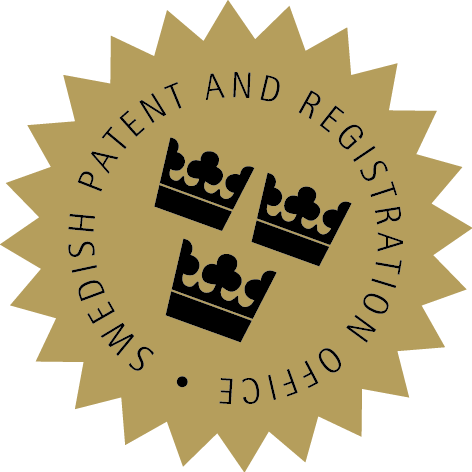 SWEDISH PATENT AND REGISTRATION OFFICE •